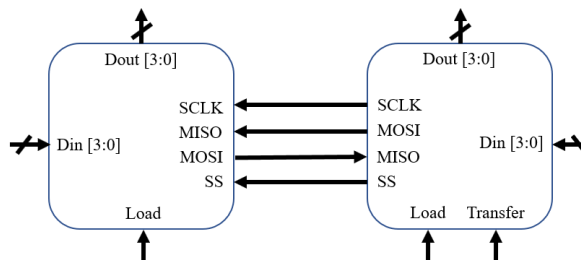 Dout [3:0]
SCLK
MISO
Din [3:0]
MOSI
SS
Load
Dout [3:0]
SCLK
MOSI
MISO
Din [3:0]
SS
Load Transfer